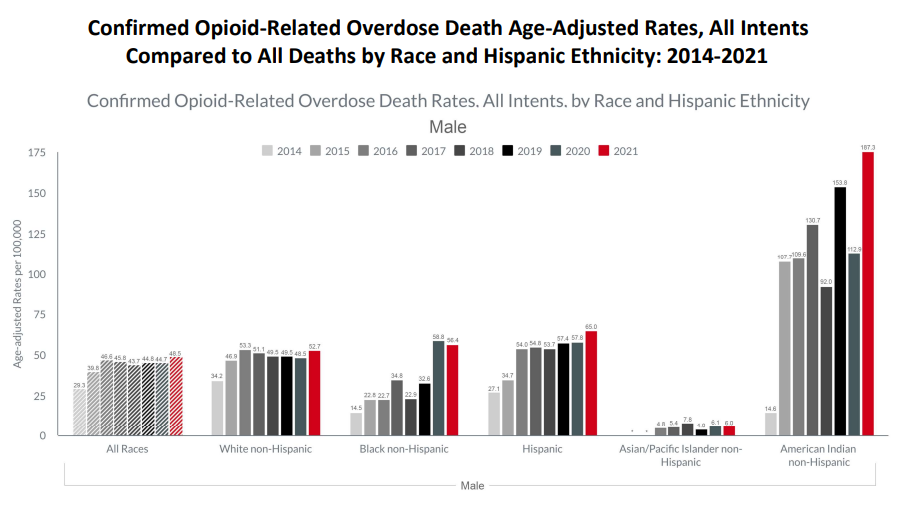 Confirmed Opioid-Related Overdose Death Age-Adjusted Rates, All Intents
Compared to All Deaths by Race and Hispanic Ethnicity: 2014-2021
Confirmed Opioid-Related Overdose Death Rates. All Intents. by Race and Hispanic Ethnicity
Male
2014 2015 2016 2017 2018 2019 2020 2021
Age-adjusted Rates per 100,000
175
150
125
100
75
50
25
0
29.3 39.8 46.6 45.8 43.7 44.8 44.7 48.5
34.2 46.9 53.3 51.1 49.5 49.5 48.5 52.7
14.5 22.8 22.7 34.8 22.9 32.6 58.8 56.4
27.1 34.7 54.0 54.8 53.7 57.4 57.8 65.0
* * 4.8 5.4 7.8 6.1 6.0
14.6 107.7 109.6 130.7 92.0 153.8 112.9 187.3
All Races
White non-Hispanic
Black non-Hispanic
Hispanic
Asian/Pacific Islander non-
Hispanic
American Indian
non-Hispanic
Male